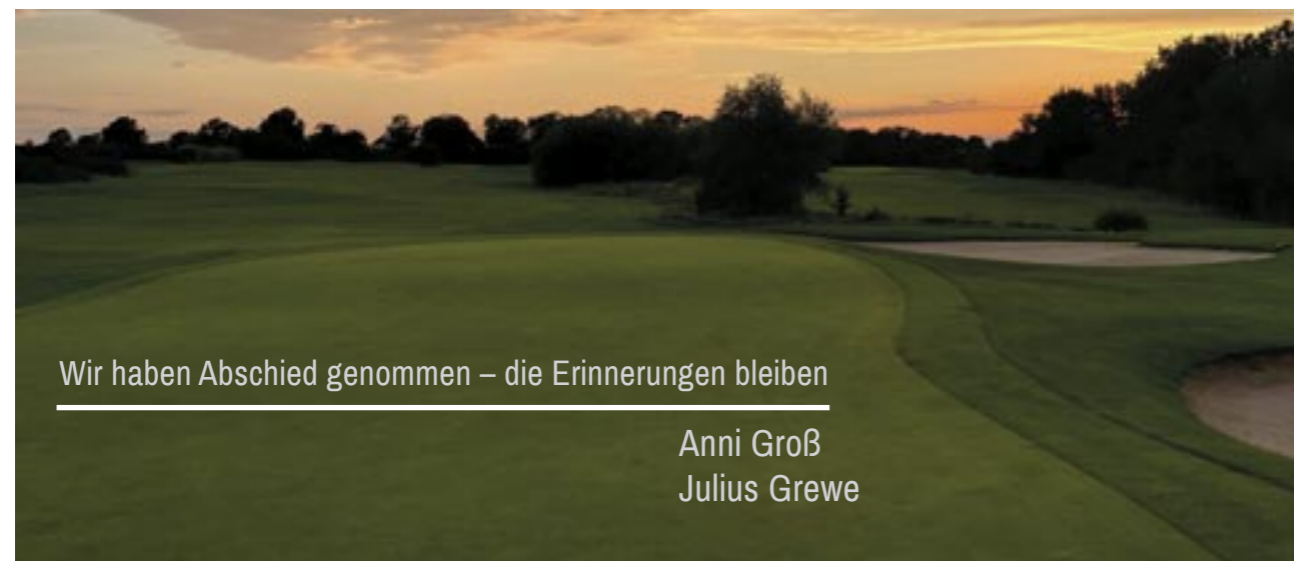 Wir haben Abschied genommen – die Erinnerungen bleiben
Anni Groß
Julius Grewe